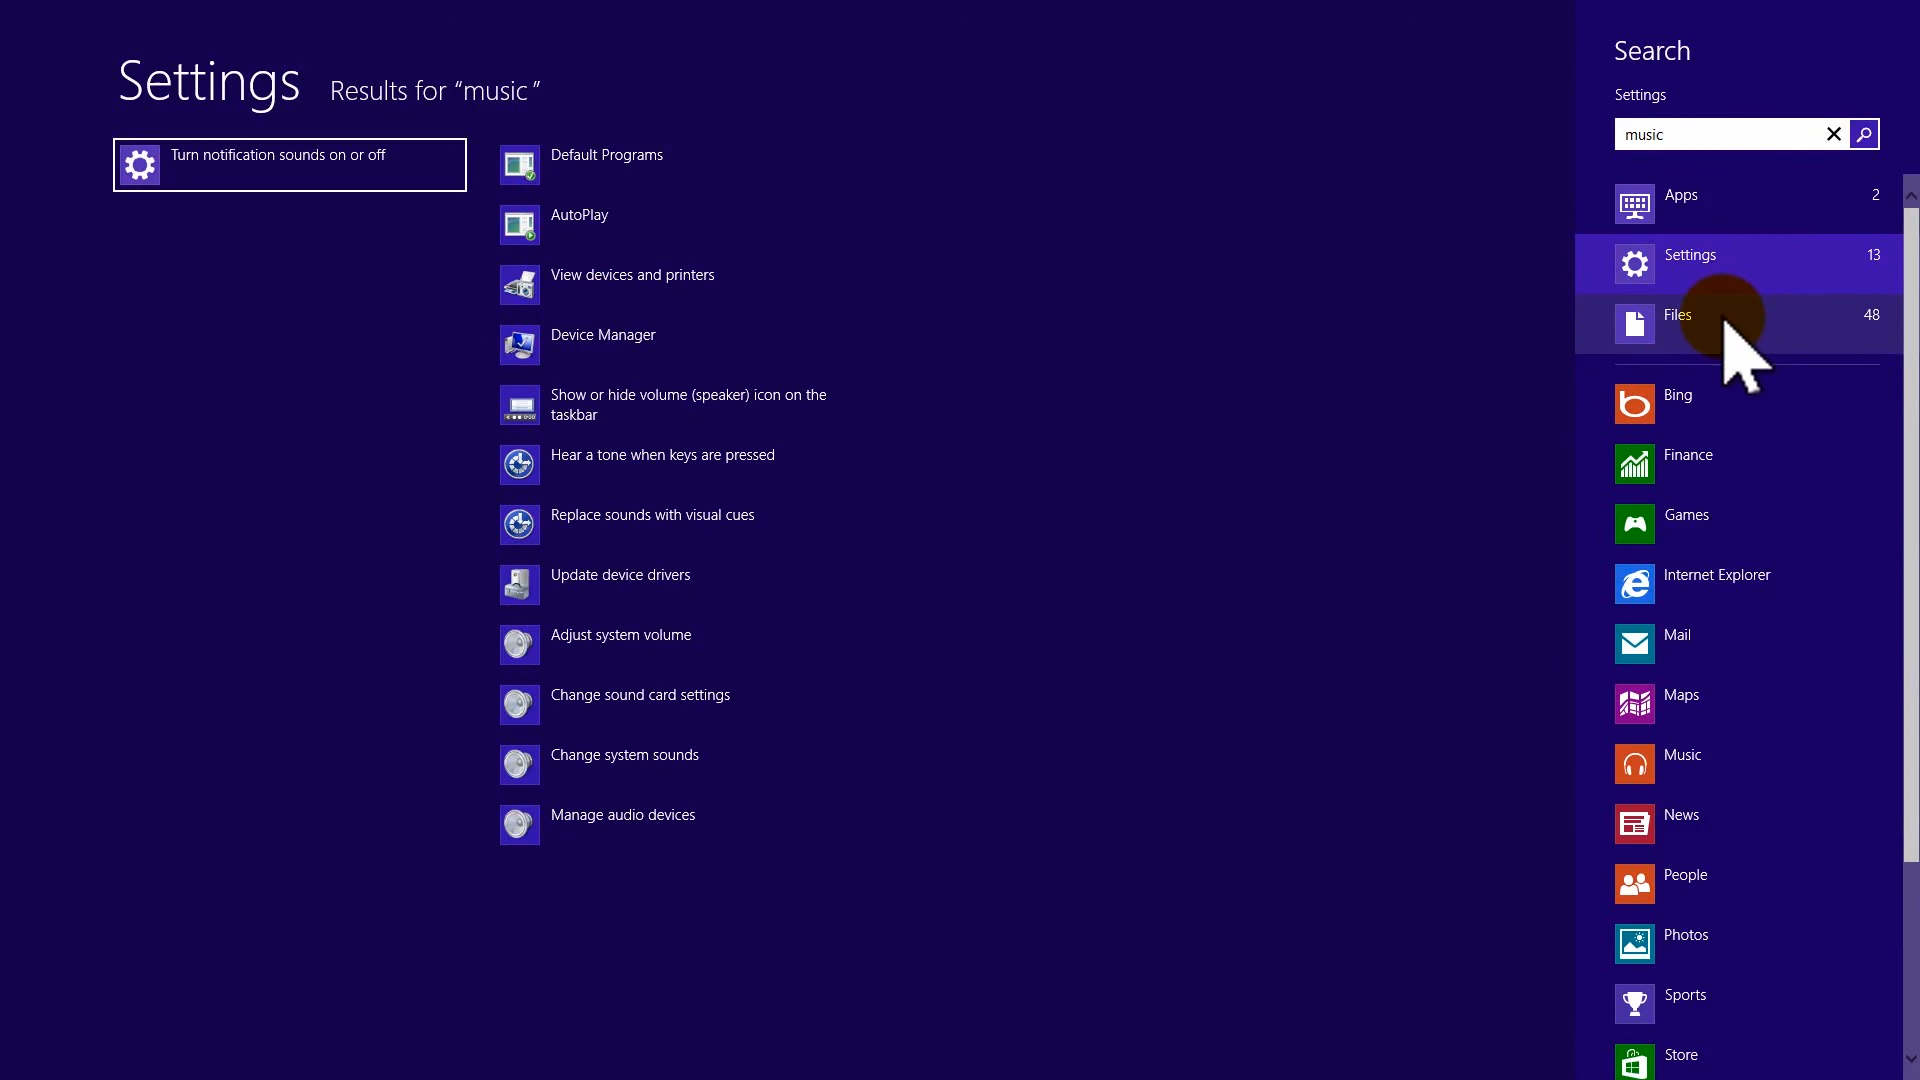 Settings
Results for “music”
Turn notification sounds on or off
Default Programs
AutoPlay
View devices and printers
Device Manager
Show or hide volume (speaker) icon on the
taskbar
Hear a tone when keys are pressed
Replace sounds with visual cues
Update device drivers
Adjust system volume
Change sound card settings
Change system sounds
Manage audio devices
Search
Settings
music
Apps 2
Settings 13
Files 48
Bing
Finance
Games
Internet Explorer
Mail
Maps
Music
News
People
Photos
Sports
Store